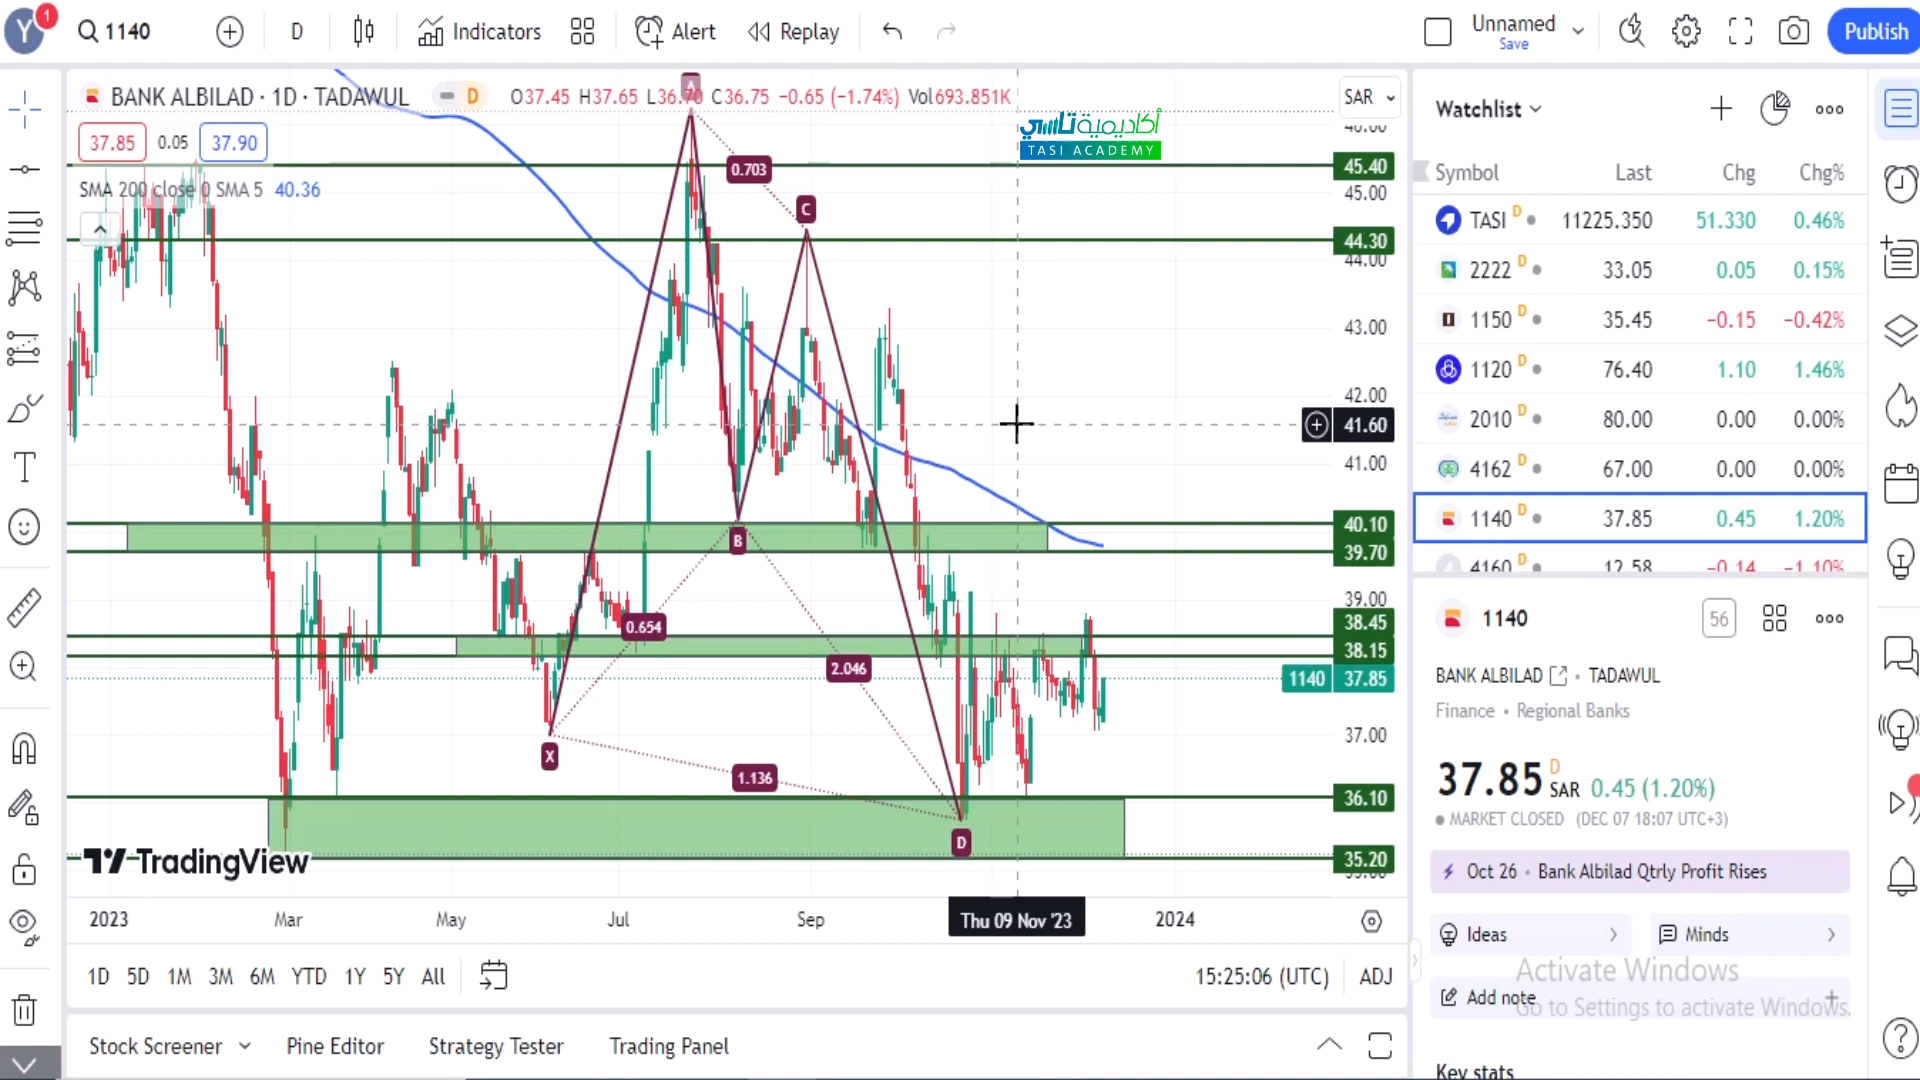 Y 1
1140
D
Indicators
Alert
Replay
Unnamed
Save
Publish
BANK ALBILAD · 1D · TADAWUL
D
O37.45 H37.65 L36.70 C36.75 −0.65 (−1.74%) Vol693.851K
37.85 0.05 37.90
SMA 200 close 0 SMA 5 40.36
أكاديمية تاسي
TASI ACADEMY
SAR
45.40
45.00
44.30
44.00
43.00
42.00
41.60
41.00
40.10
39.70
39.00
38.45
38.15
1140 37.85
37.00
36.10
35.20
A
0.703
C
B
0.654
2.046
X
1.136
D
TradingView
2023 Mar May Jul Sep Thu 09 Nov '23 2024
1D 5D 1M 3M 6M YTD 1Y 5Y All
15:25:06 (UTC) ADJ
Stock Screener Pine Editor Strategy Tester Trading Panel
Watchlist
Symbol Last Chg Chg%
TASI D 11225.350 51.330 0.46%
2222 D 33.05 0.05 0.15%
1150 D 35.45 −0.15 −0.42%
1120 D 76.40 1.10 1.46%
2010 D 80.00 0.00 0.00%
4162 D 67.00 0.00 0.00%
1140 D 37.85 0.45 1.20%
4160 D 12.58 −0.14 −1.10%
1140 56
BANK ALBILAD · TADAWUL
Finance • Regional Banks
37.85 D SAR 0.45 (1.20%)
MARKET CLOSED (DEC 07 18:07 UTC+3)
Oct 26 • Bank Albilad Qtrly Profit Rises
Ideas
Minds
Add note
Activate Windows
Go to Settings to activate Windows.
Key stats